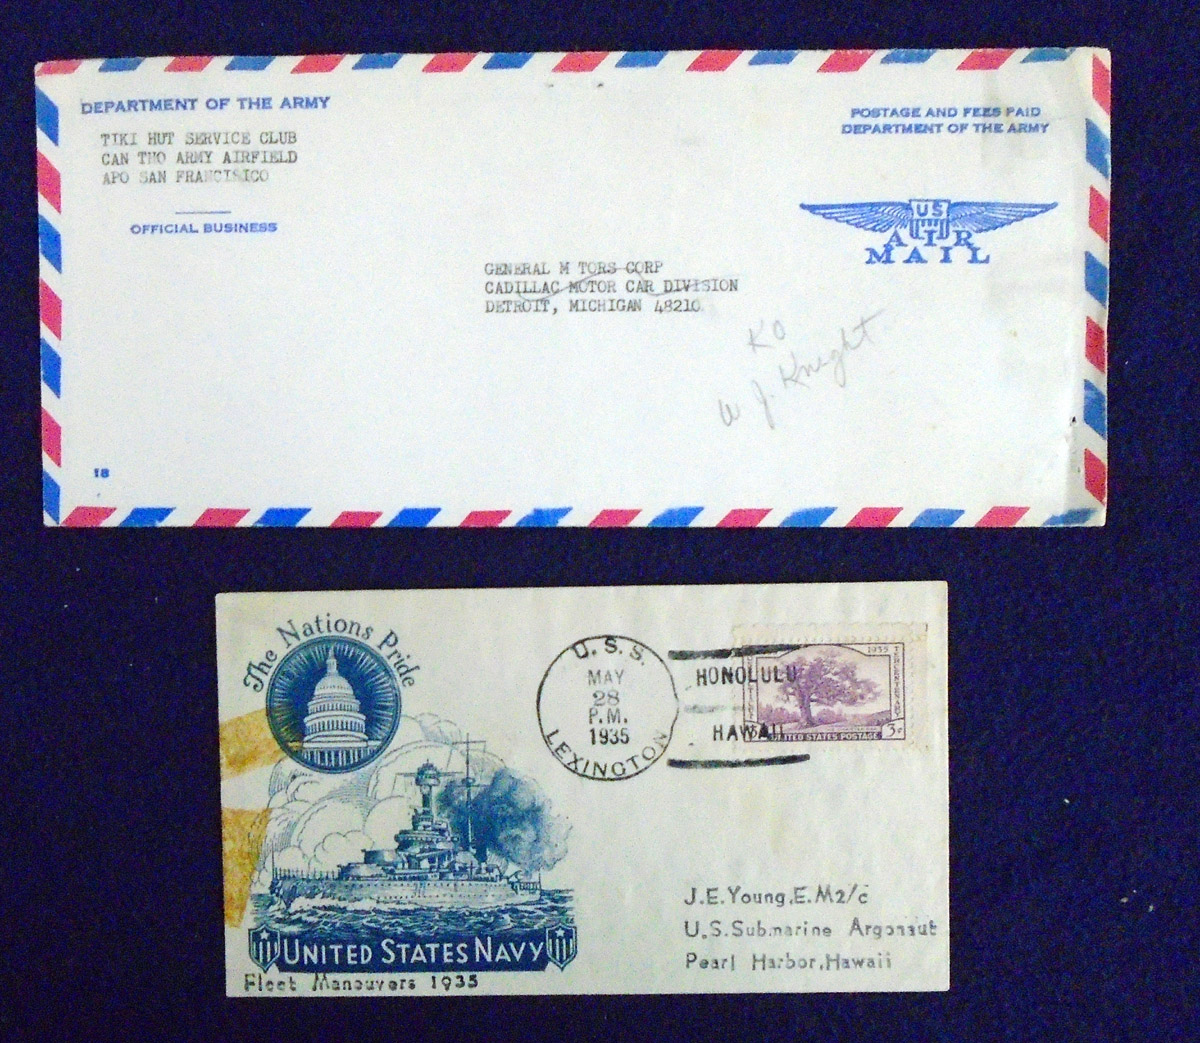 DEPARTMENT OF THE ARMY
TIKI HUT SERVICE CLUB
CAN THO ARMY AIRFIELD
APO SAN FRANCISICO
OFFICIAL BUSINESS
POSTAGE AND FEES PAID
DEPARTMENT OF THE ARMY
US
AIR
MAIL
GENERAL M TORS CORP
CADILLAC MOTOR CAR DIVISION
DETROIT, MICHIGAN 48210
KO
W J. Knight
18
The Nations Pride
U.S.S.
MAY
28
P.M.
1935
LEXINGTON
HONOLULU
HAWAII
1935
TERCENTENARY
UNITED STATES POSTAGE
3¢
J.E.Young,E.M2/c
U.S.Submarine Argonaut
Pearl Harbor,Hawaii
UNITED STATES NAVY
Fleet Maneuvers 1935